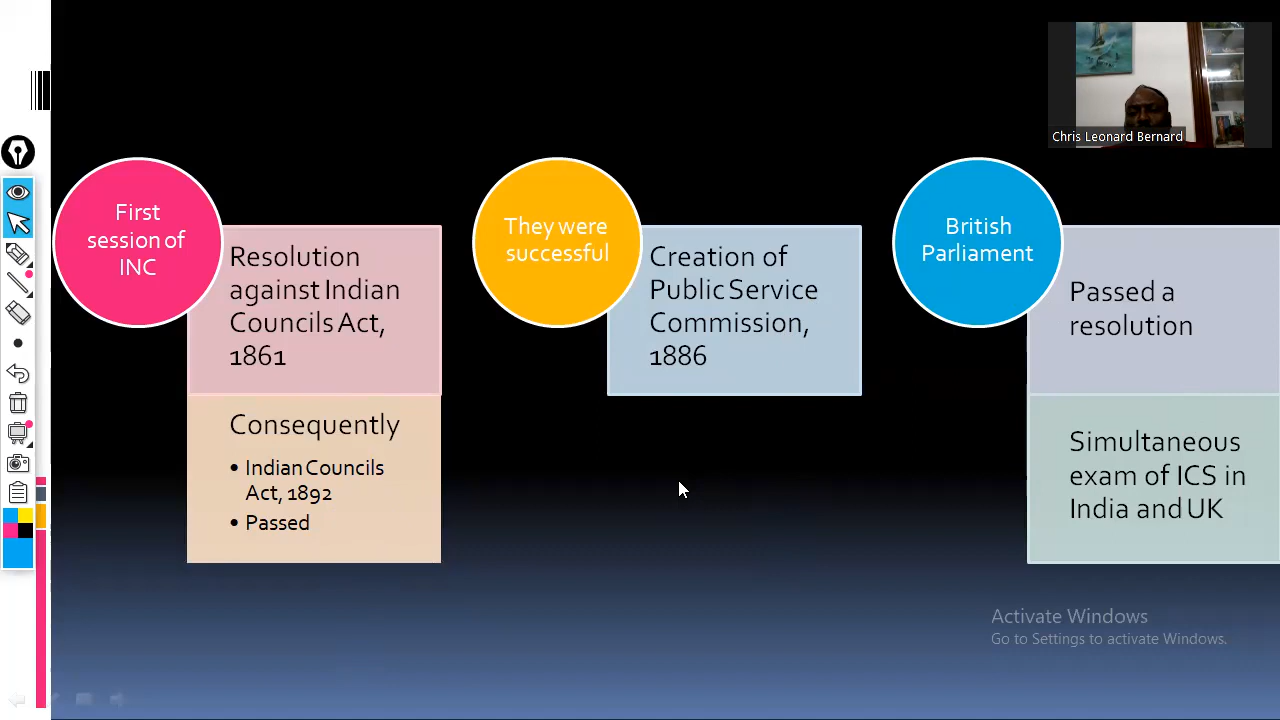 Chris Leonard Bernard
First
session of
INC
Resolution
against Indian
Councils Act,
1861
Consequently
• Indian Councils
Act, 1892
• Passed
They were
successful
Creation of
Public Service
Commission,
1886
British
Parliament
Passed a
resolution
Simultaneous
exam of ICS in
India and UK
Activate Windows
Go to Settings to activate Windows.